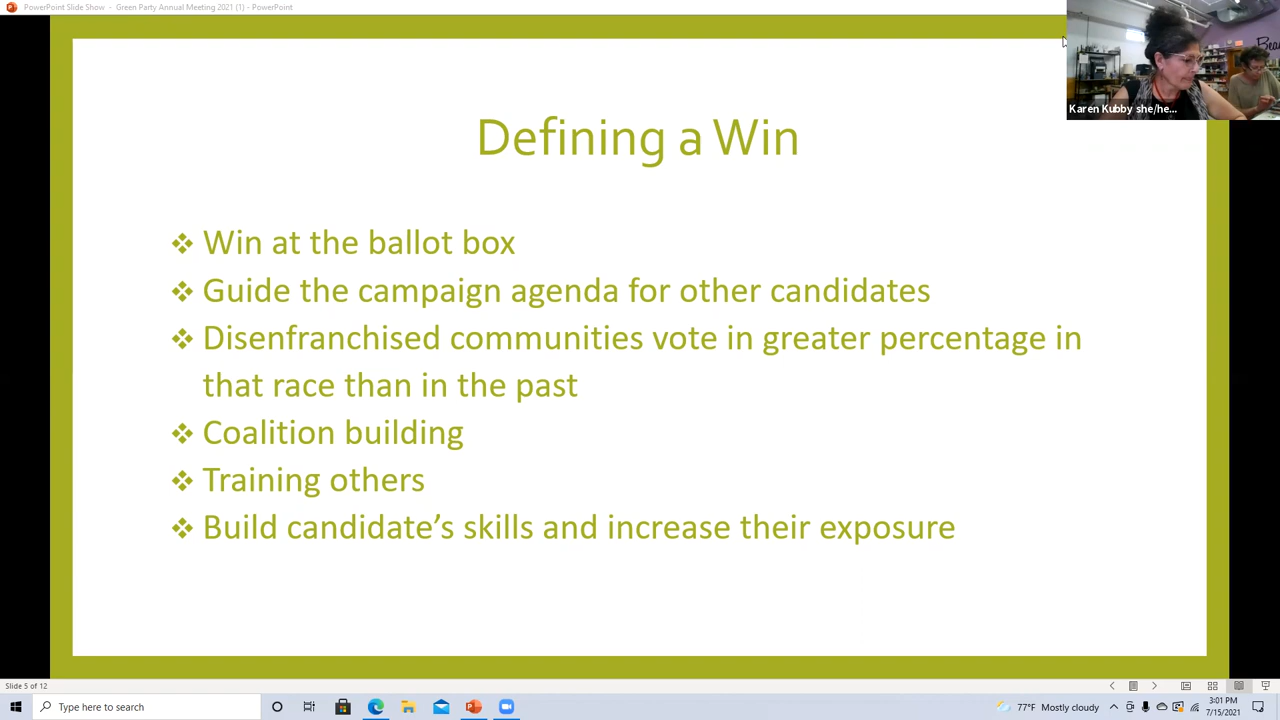 PowerPoint Slide Show - Green Party Annual Meeting 2021 (1) - PowerPoint
Karen Kubby she/he...
Defining a Win
Win at the ballot box
Guide the campaign agenda for other candidates
Disenfranchised communities vote in greater percentage in
that race than in the past
Coalition building
Training others
Build candidate’s skills and increase their exposure
Slide 5 of 12
Type here to search
77°F Mostly cloudy
3:01 PM
7/15/2021